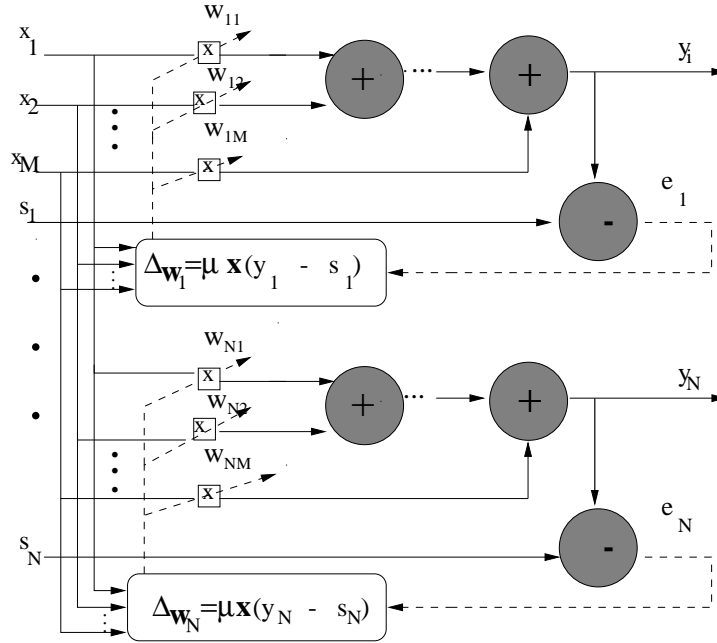 x1
w11
yi
x
+
...
+
x2
w12
x
w1M
xM
x
s1
-
e1
Δw1=μ x(y1 - s1)
wN1
x
+
...
+
yN
wN2
x
wNM
x
eN
sN
-
ΔwN=μx(yN - sN)